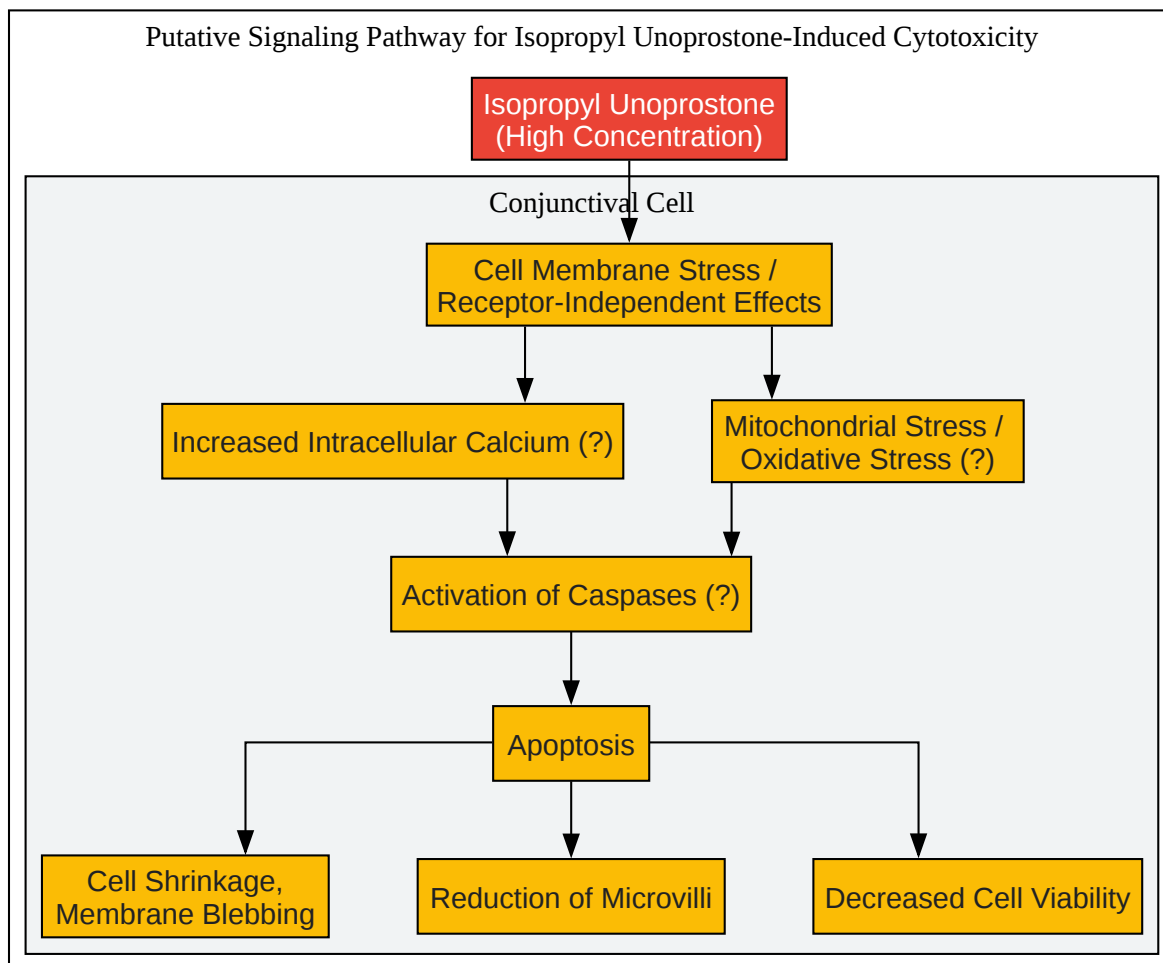 Putative Signaling Pathway for Isopropyl Unoprostone-Induced Cytotoxicity
Isopropyl Unoprostone
(High Concentration)
Conjunctival Cell
Cell Membrane Stress /
Receptor-Independent Effects
Increased Intracellular Calcium (?)
Mitochondrial Stress /
Oxidative Stress (?)
Activation of Caspases (?)
Apoptosis
Cell Shrinkage,
Membrane Blebbing
Reduction of Microvilli
Decreased Cell Viability